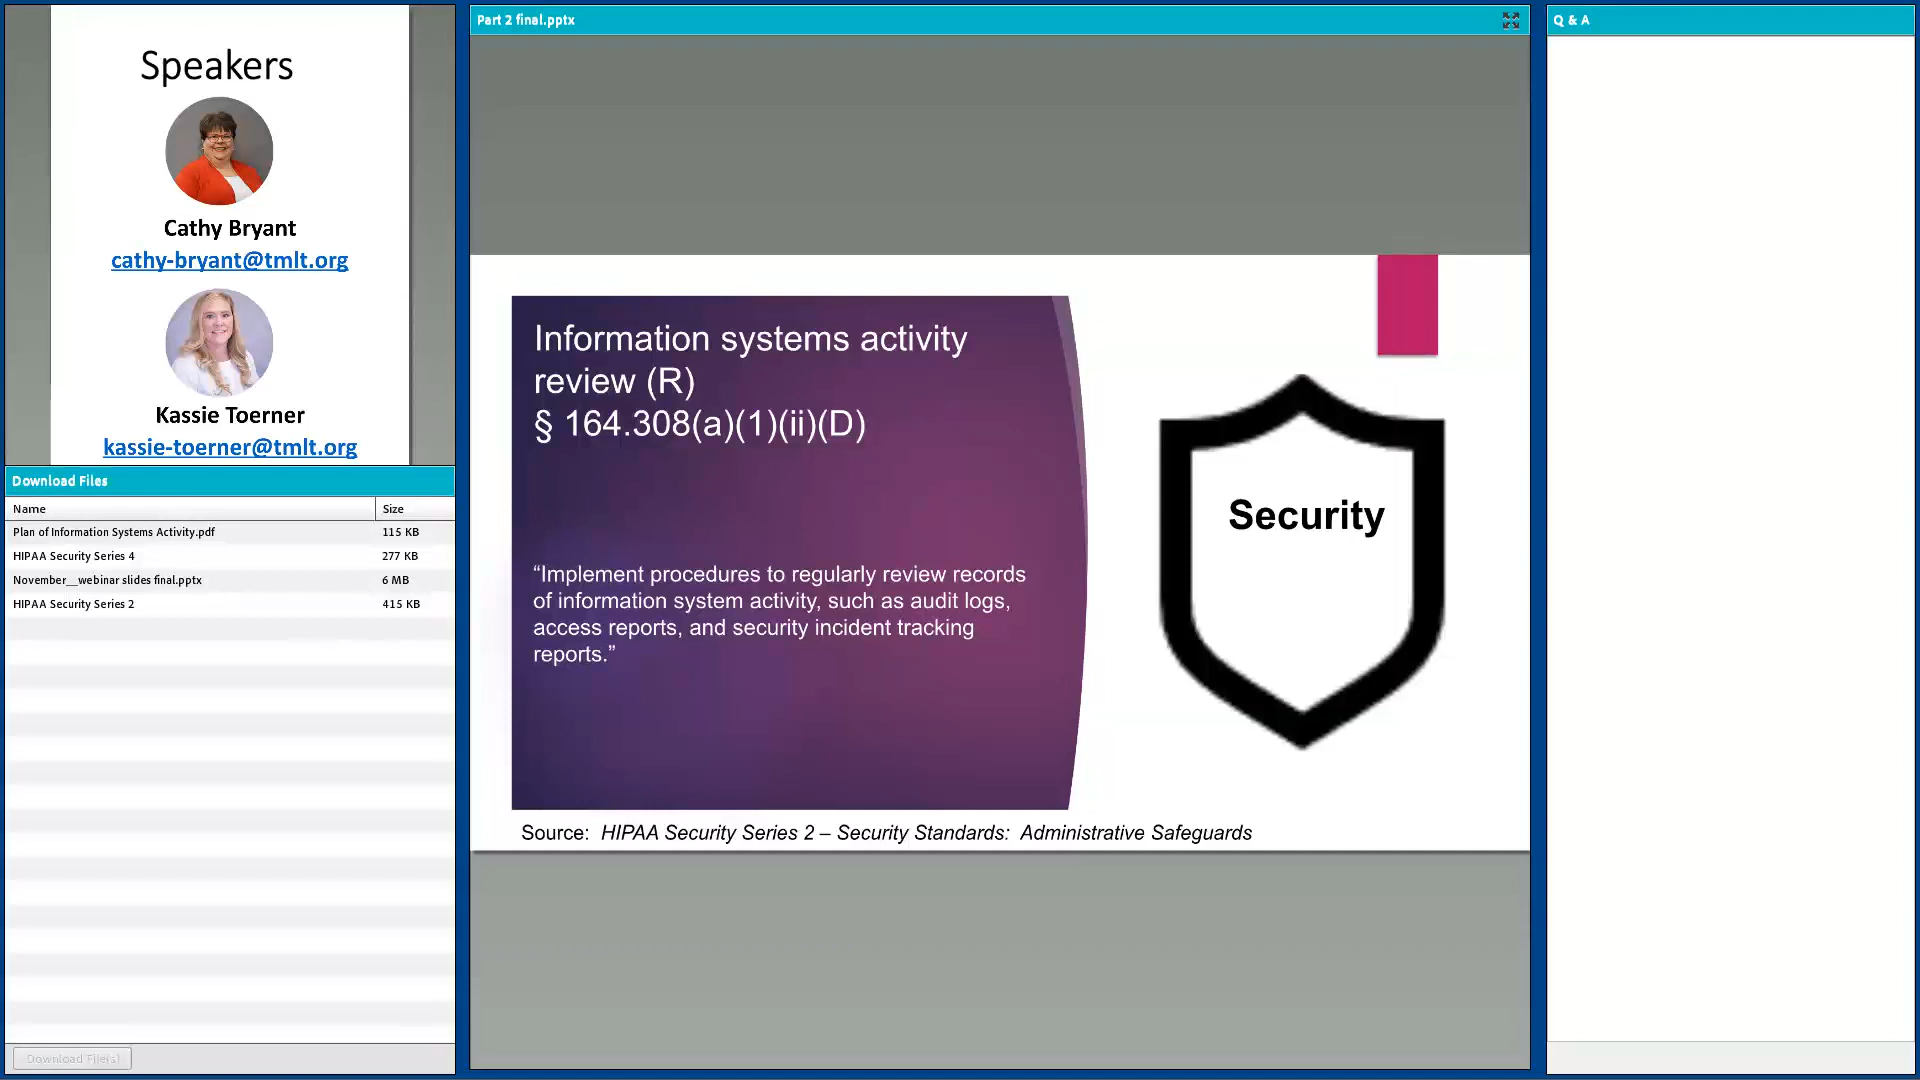 Speakers
Cathy Bryant
cathy-bryant@tmlt.org
Kassie Toerner
kassie-toerner@tmlt.org
Download Files
Name Size
Plan of Information Systems Activity.pdf 115 KB
HIPAA Security Series 4 277 KB
November__webinar slides final.pptx 6 MB
HIPAA Security Series 2 415 KB
Download File(s)
Part 2 final.pptx
Information systems activity
review (R)
§ 164.308(a)(1)(ii)(D)
“Implement procedures to regularly review records
of information system activity, such as audit logs,
access reports, and security incident tracking
reports.”
Security
Source: HIPAA Security Series 2 – Security Standards: Administrative Safeguards
Q & A